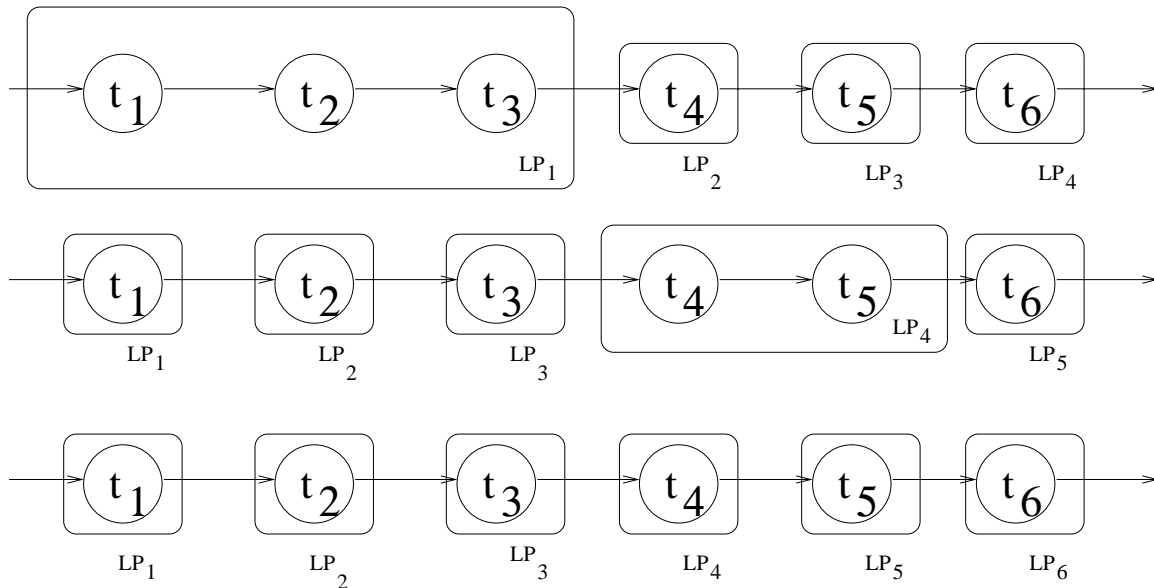 t1 t2 t3 t4 t5 t6
LP1 LP2 LP3 LP4
t1 t2 t3 t4 t5 t6
LP1 LP2 LP3 LP4 LP5
t1 t2 t3 t4 t5 t6
LP1 LP2 LP3 LP4 LP5 LP6